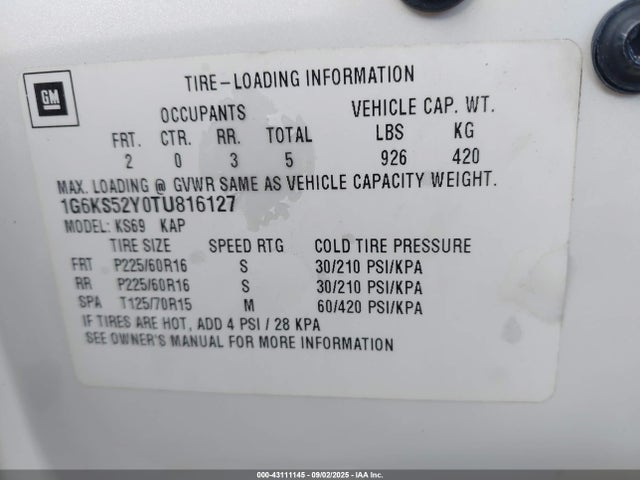 GM
TIRE-LOADING INFORMATION
OCCUPANTS VEHICLE CAP. WT.
FRT. CTR. RR. TOTAL LBS KG
2 0 3 5 926 420
MAX. LOADING @ GVWR SAME AS VEHICLE CAPACITY WEIGHT.
1G6KS52Y0TU816127
MODEL: KS69 KAP
TIRE SIZE SPEED RTG COLD TIRE PRESSURE
FRT P225/60R16 S 30/210 PSI/KPA
RR P225/60R16 S 30/210 PSI/KPA
SPA T125/70R15 M 60/420 PSI/KPA
IF TIRES ARE HOT, ADD 4 PSI / 28 KPA
SEE OWNER'S MANUAL FOR MORE INFORMATION
000-43111145 - 09/02/2025 - IAA Inc.